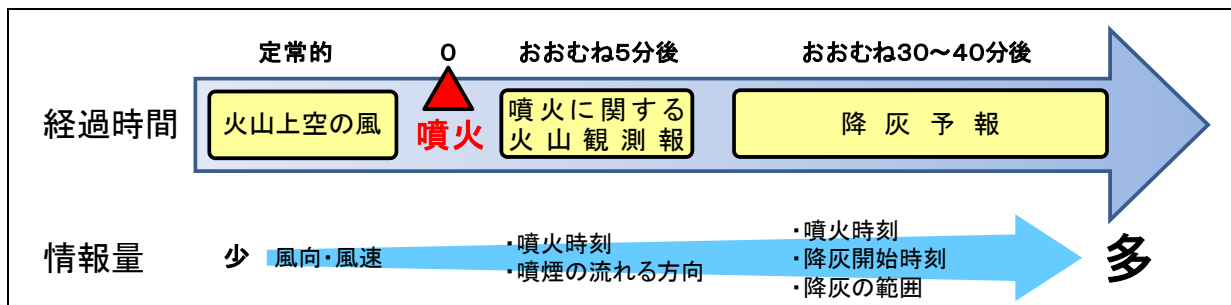 定常的
0
おおむね5分後
おおむね30～40分後
経過時間
火山上空の風
噴火
噴火に関する
火山観測報
降灰予報
情報量
少
風向・風速
・噴火時刻
・噴煙の流れる方向
・噴火時刻
・降灰開始時刻
・降灰の範囲
多